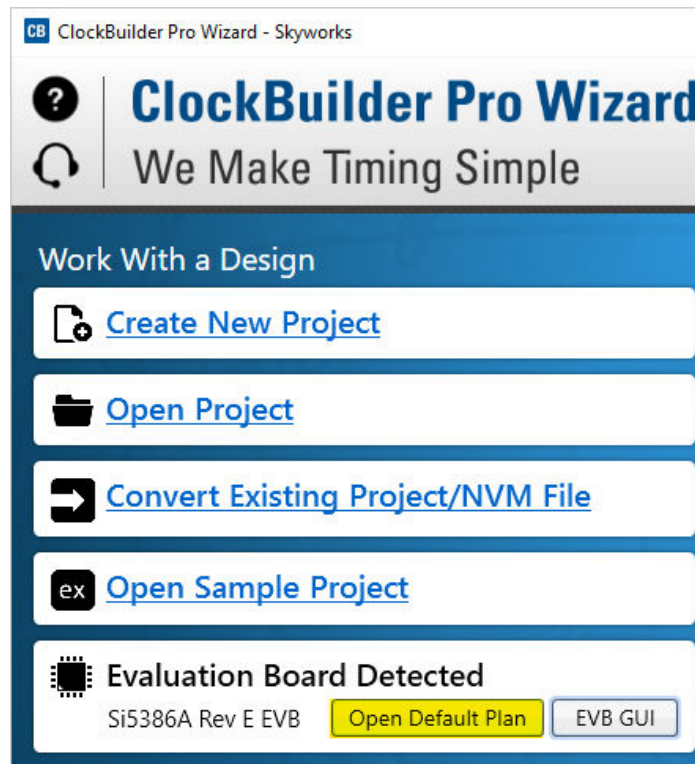 CB ClockBuilder Pro Wizard - Skyworks
? ClockBuilder Pro Wizard
We Make Timing Simple
Work With a Design
Create New Project
Open Project
Convert Existing Project/NVM File
ex Open Sample Project
Evaluation Board Detected
Si5386A Rev E EVB Open Default Plan EVB GUI